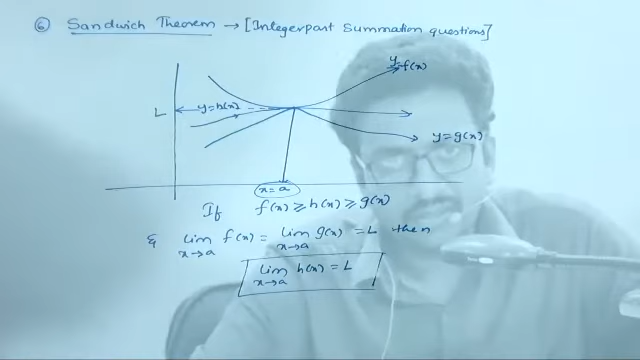 ⑥ Sandwich Theorem → [Integerpart Summation questions]
y=f(x)
L
y=h(x)
y=g(x)
x=a
If f(x) ≥ h(x) ≥ g(x)
& lim x→a f(x) = lim x→a g(x) = L then
lim x→a h(x) = L